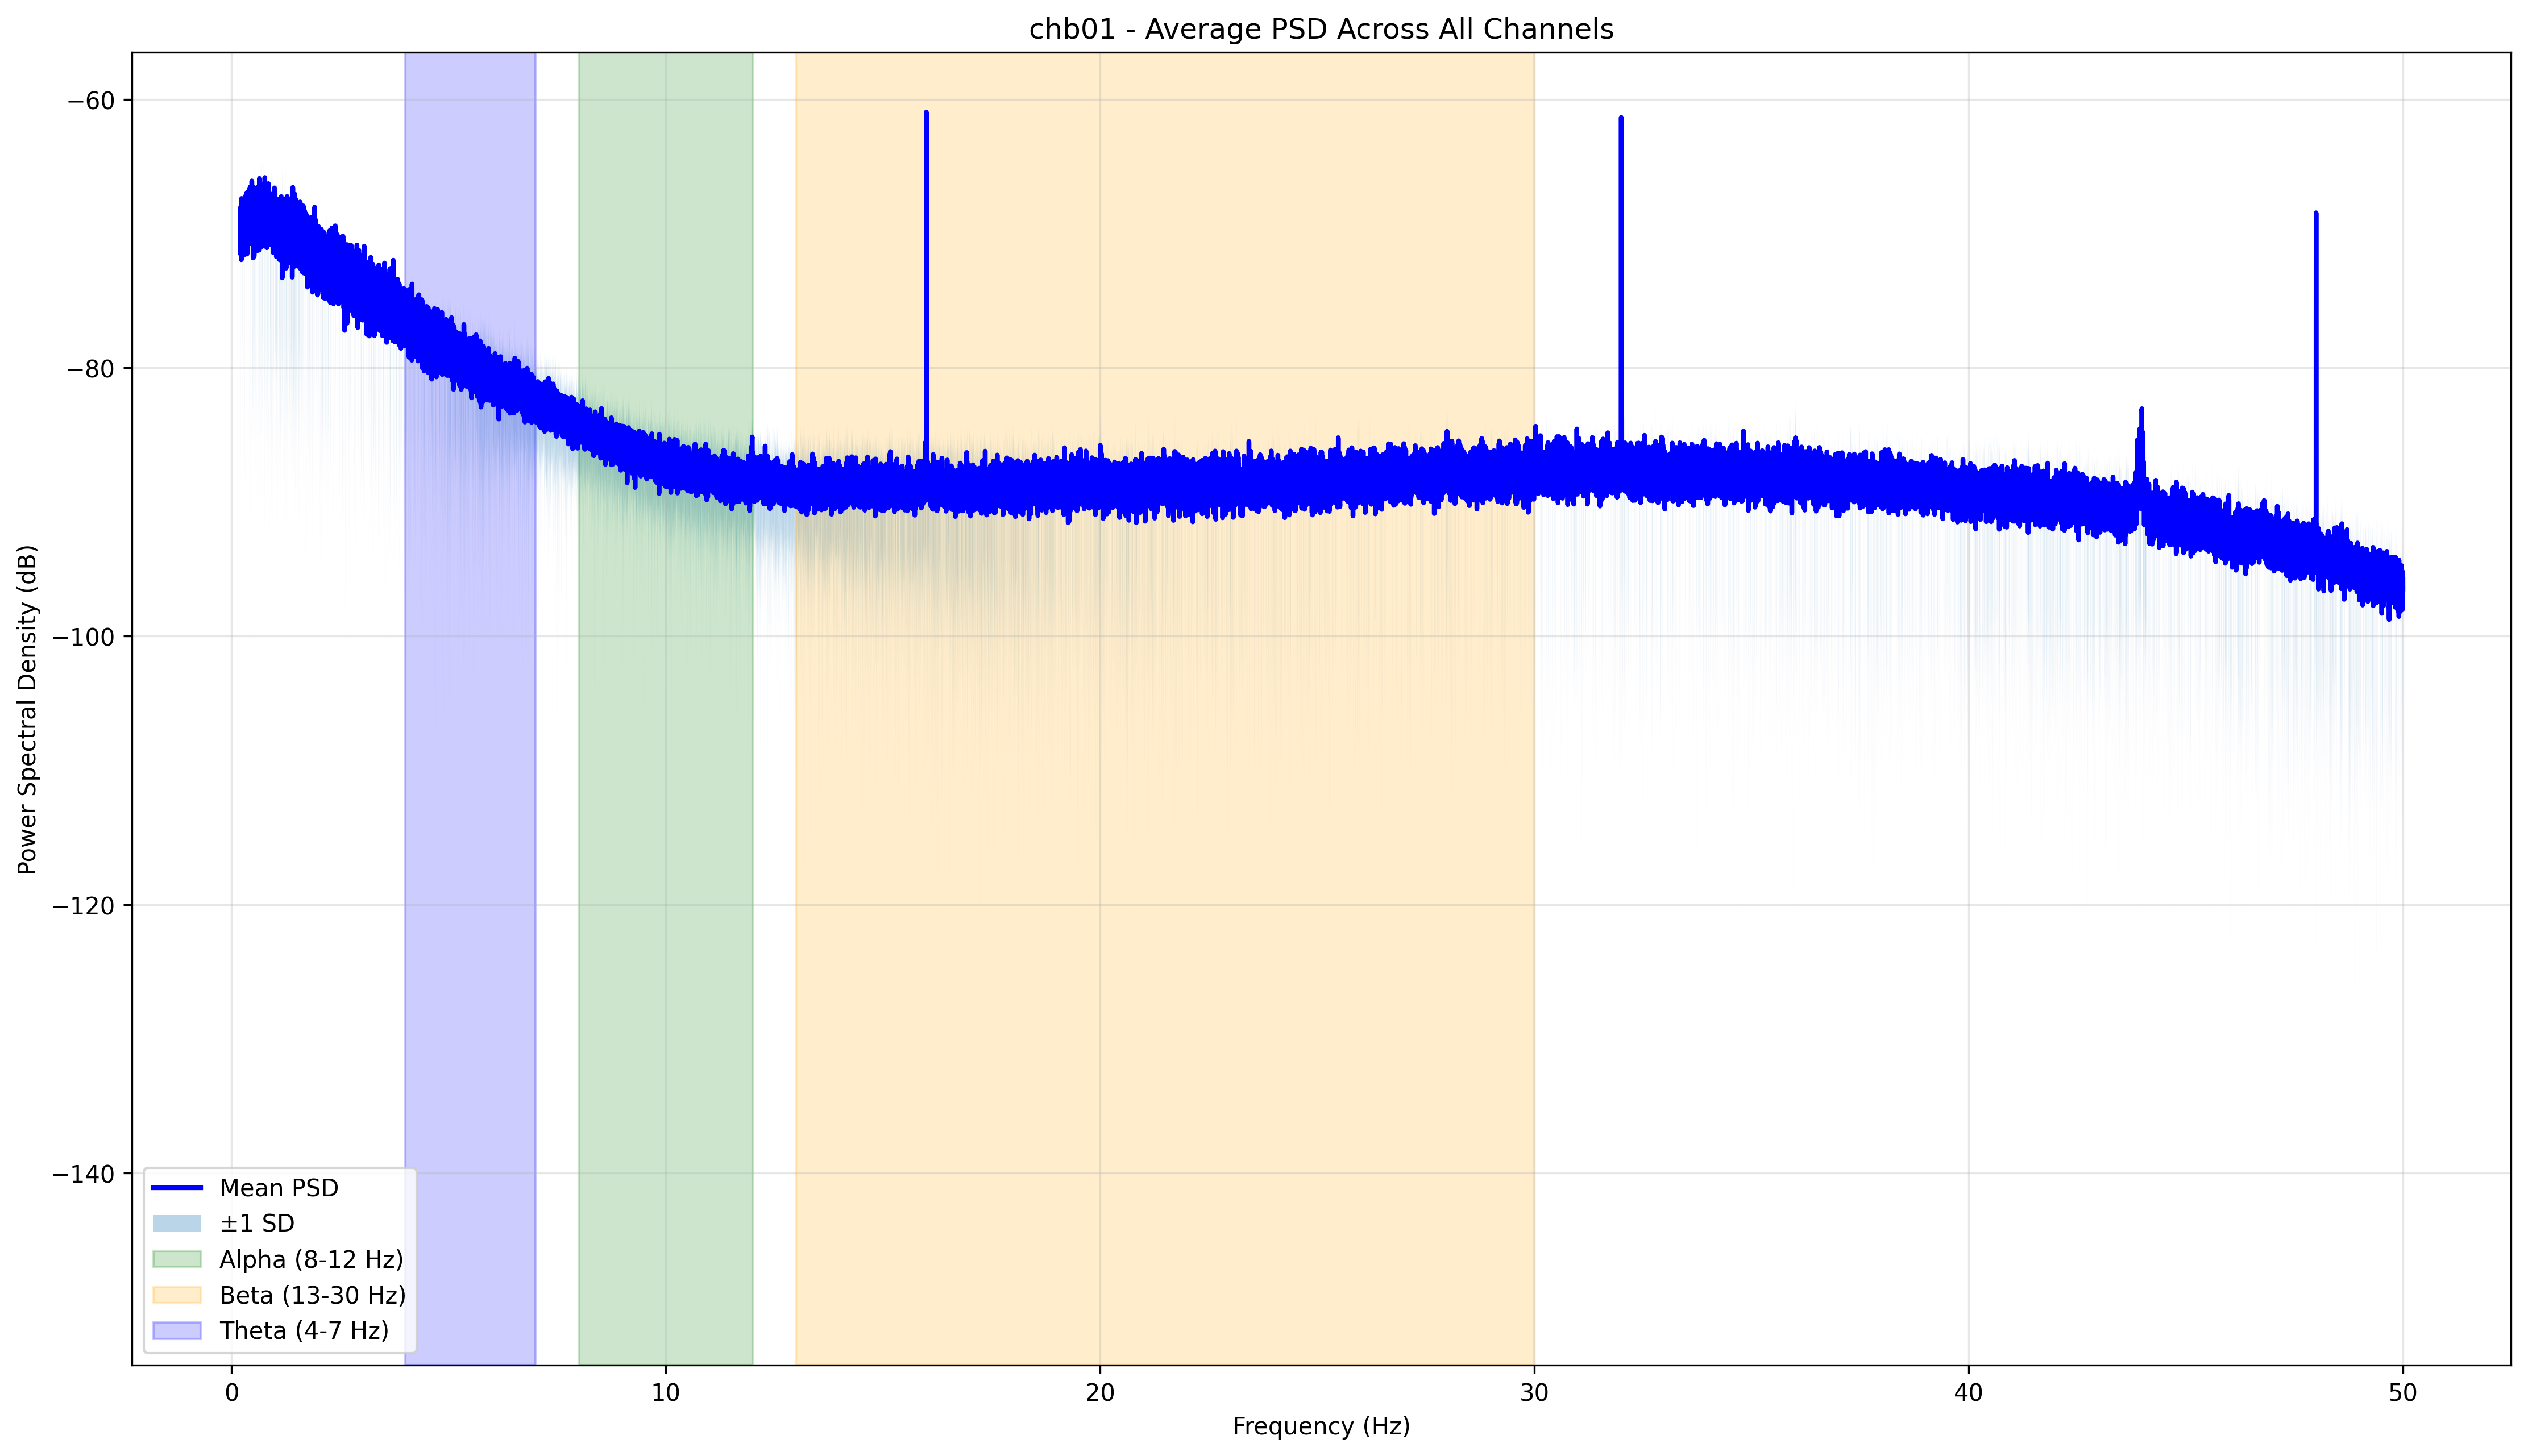 chb01 - Average PSD Across All Channels
Power Spectral Density (dB)
−60
−80
−100
−120
−140
Mean PSD
±1 SD
Alpha (8-12 Hz)
Beta (13-30 Hz)
Theta (4-7 Hz)
0
10
20
30
40
50
Frequency (Hz)